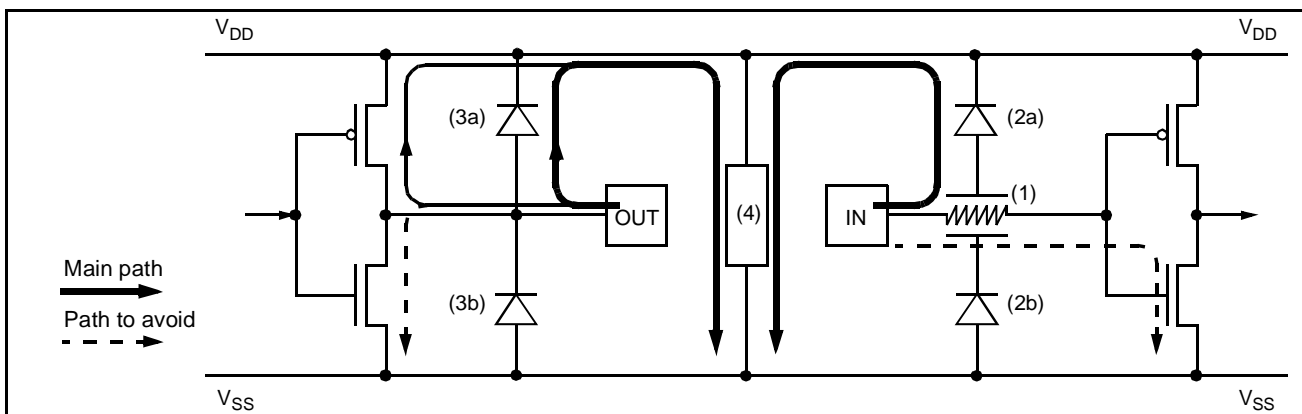 VDD
VDD
(3a)
(2a)
(1)
OUT
(4)
IN
Main path
Path to avoid
(3b)
(2b)
VSS
VSS